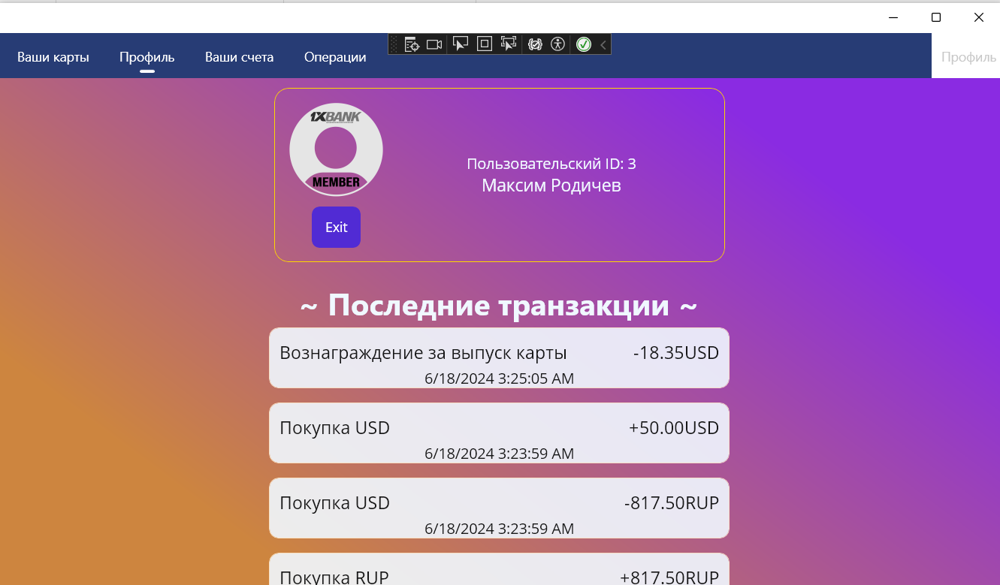 Ваши карты
Профиль
Ваши счета
Операции
Профиль
1XBANK
MEMBER
Пользовательский ID: 3
Максим Родичев
Exit
~ Последние транзакции ~
Вознаграждение за выпуск карты -18.35USD
6/18/2024 3:25:05 AM
Покупка USD +50.00USD
6/18/2024 3:23:59 AM
Покупка USD -817.50RUP
6/18/2024 3:23:59 AM
Покупка RUP +817.50RUP